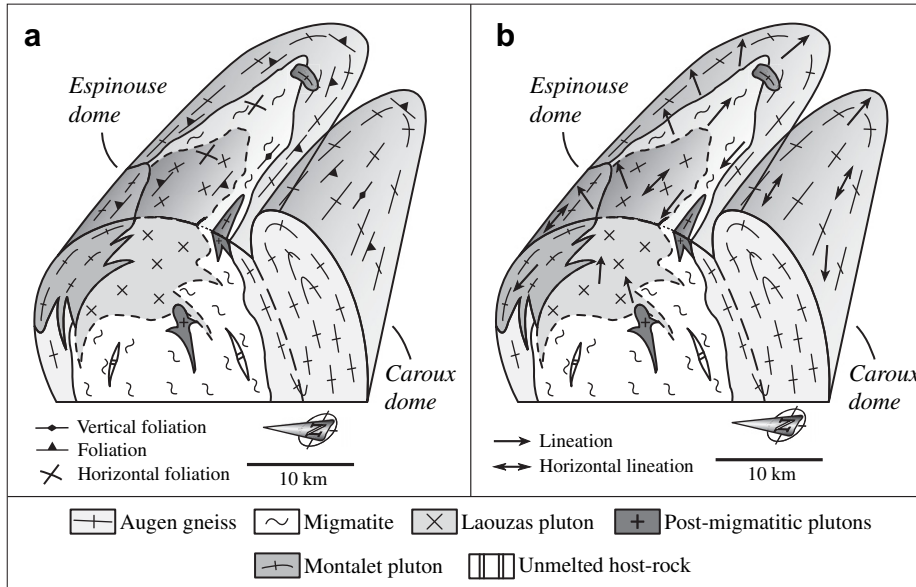 a
Espinouse
dome
Caroux
dome
Vertical foliation
Foliation
Horizontal foliation
N
10 km
b
Espinouse
dome
Caroux
dome
Lineation
Horizontal lineation
N
10 km
Augen gneiss
Migmatite
Laouzas pluton
Post-migmatitic plutons
Montalet pluton
Unmelted host-rock